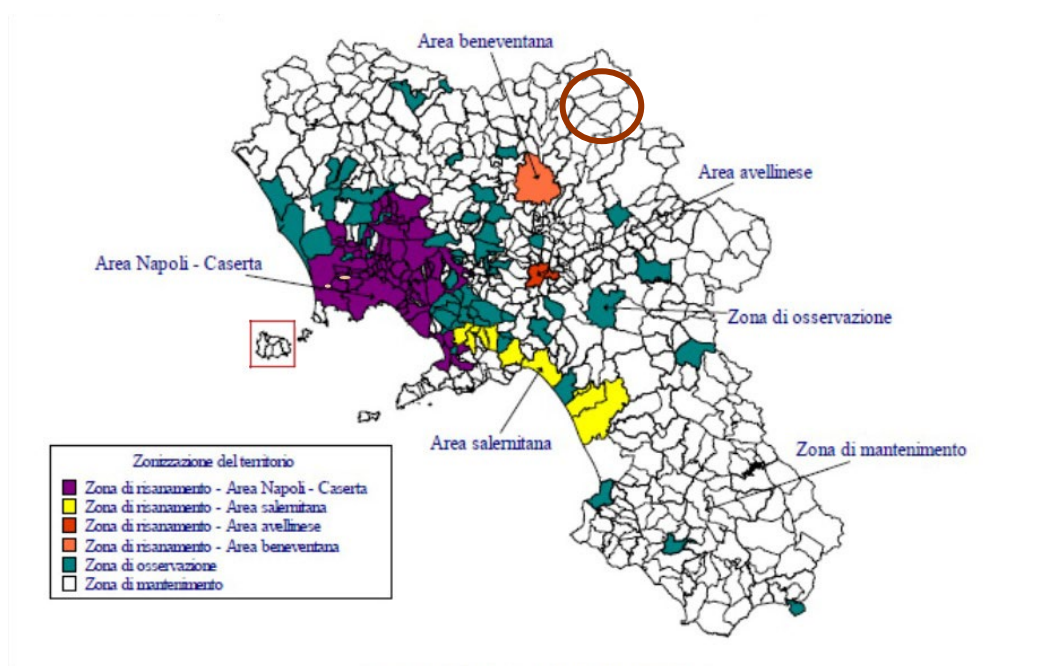 Area beneventana
Area avellinese
Area Napoli - Caserta
Zona di osservazione
Area salernitana
Zona di mantenimento
Zonizzazione del territorio
Zona di risanamento - Area Napoli - Caserta
Zona di risanamento - Area salernitana
Zona di risanamento - Area avellinese
Zona di risanamento - Area beneventana
Zona di osservazione
Zona di mantenimento